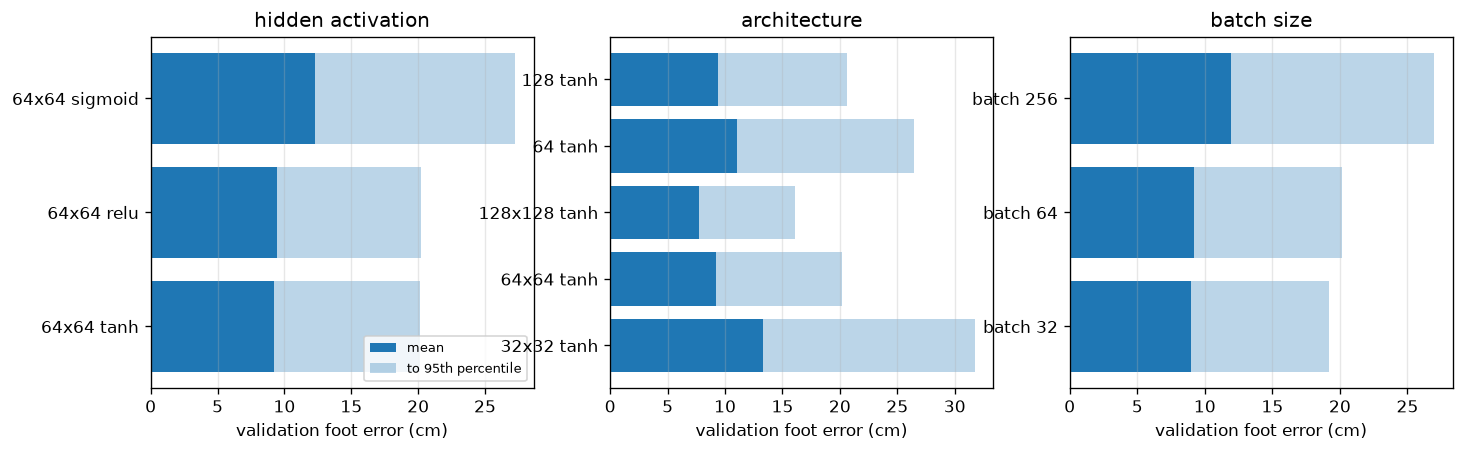 hidden activation
64x64 sigmoid
64x64 relu
64x64 tanh
mean
to 95th percentile
0 5 10 15 20 25
validation foot error (cm)
architecture
128 tanh
64 tanh
128x128 tanh
64x64 tanh
32x32 tanh
0 5 10 15 20 25 30
validation foot error (cm)
batch size
batch 256
batch 64
batch 32
0 5 10 15 20 25
validation foot error (cm)